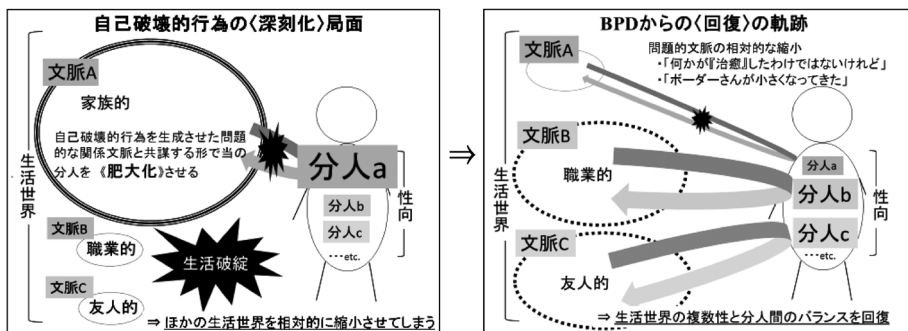 自己破壊的行為の〈深刻化〉局面
文脈A
家族的
自己破壊的行為を生成させた問題
的な関係文脈と共謀する形で当の
分人を 《肥大化》させる
生活世界
文脈B
職業的
文脈C
友人的
生活破綻
分人a
分人b
分人c
…etc.
性向
⇒ ほかの生活世界を相対的に縮小させてしまう
⇒
BPDからの〈回復〉の軌跡
文脈A
問題的文脈の相対的な縮小
・「何かが『治癒』したわけではないけれど」
・「ボーダーさんが小さくなってきた」
文脈B
職業的
生活世界
文脈C
友人的
分人a
分人b
分人c
…etc.
性向
⇒ 生活世界の複数性と分人間のバランスを回復